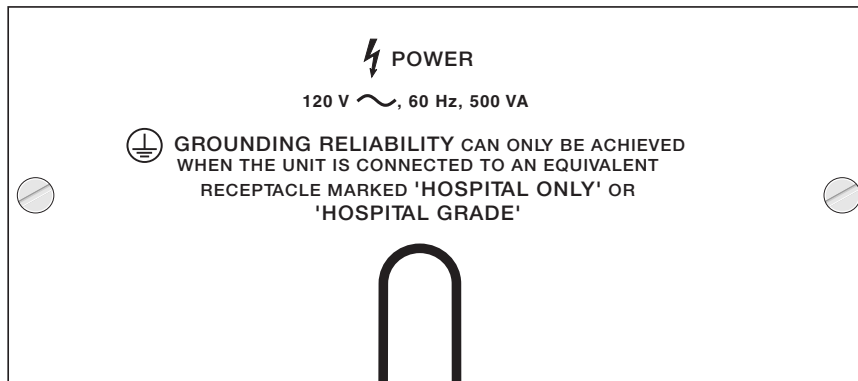 POWER
120 V ~, 60 Hz, 500 VA
GROUNDING RELIABILITY CAN ONLY BE ACHIEVED
WHEN THE UNIT IS CONNECTED TO AN EQUIVALENT
RECEPTACLE MARKED 'HOSPITAL ONLY' OR
'HOSPITAL GRADE'